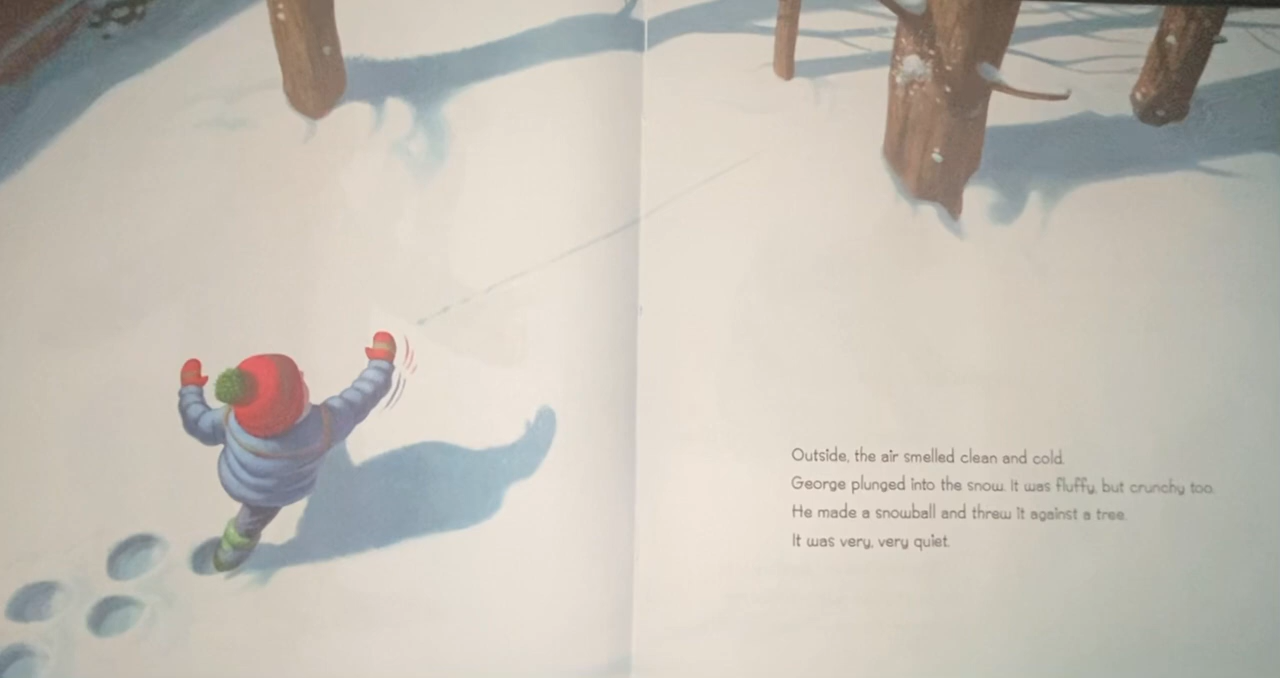 Outside, the air smelled clean and cold.
George plunged into the snow. It was fluffy, but crunchy too.
He made a snowball and threw it against a tree.
It was very, very quiet.